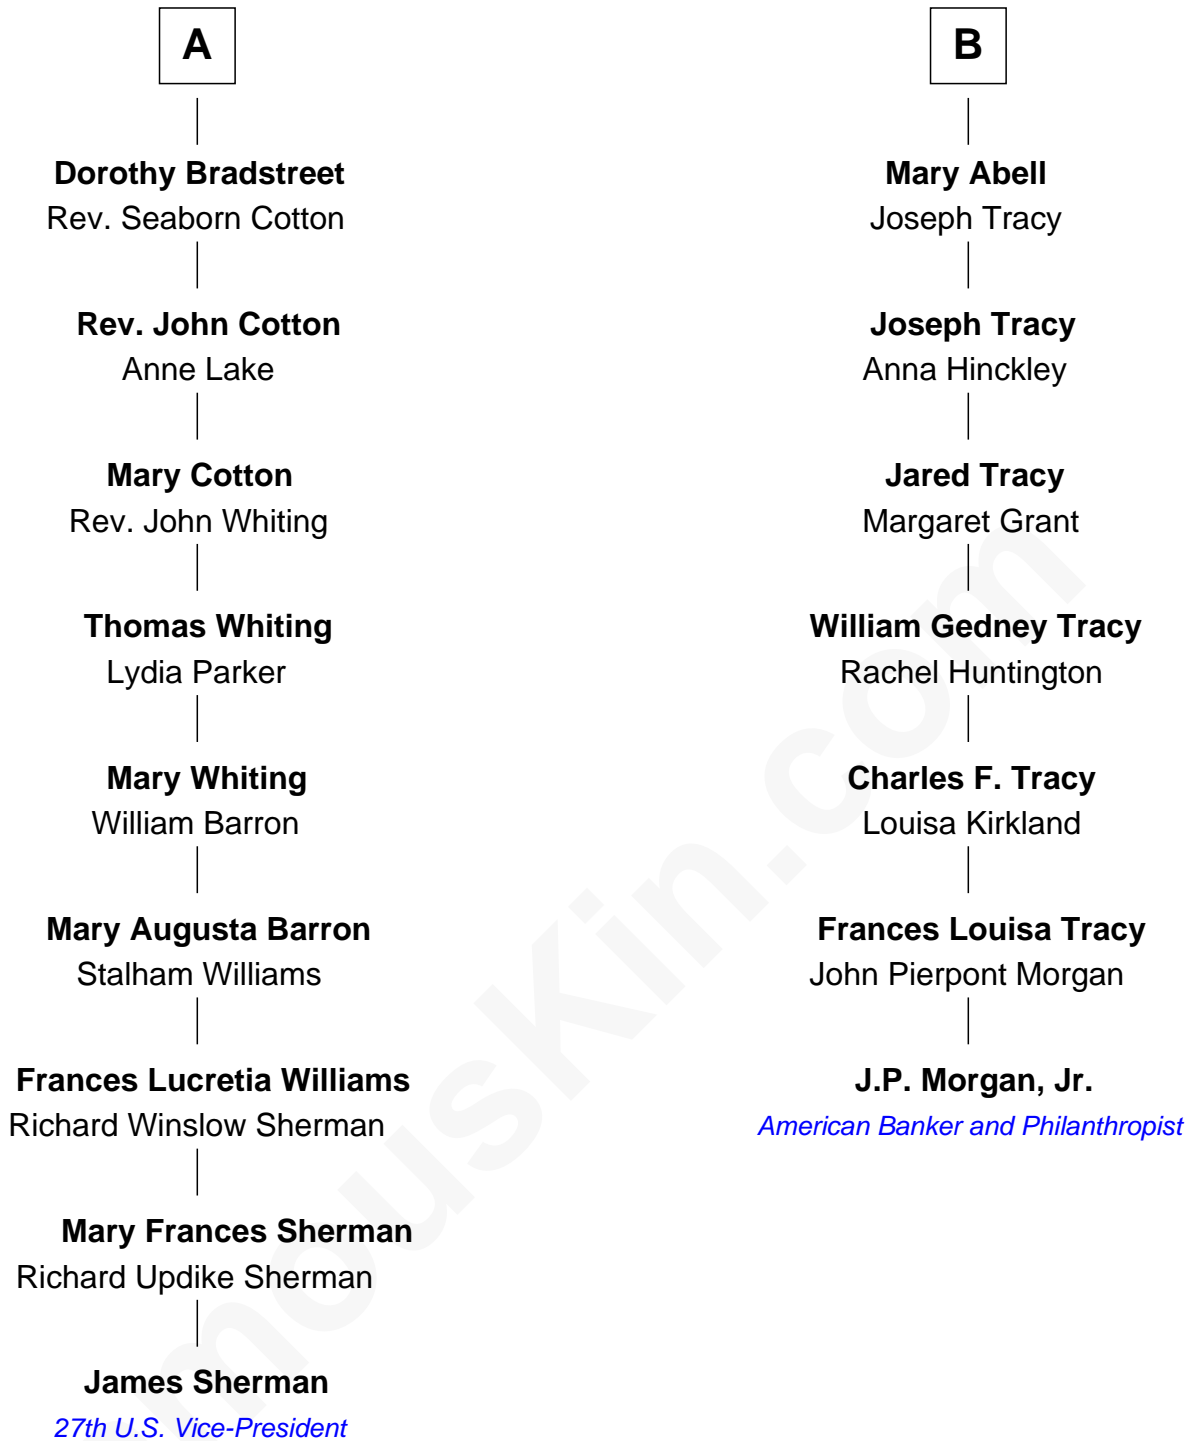 A
Dorothy Bradstreet
Rev. Seaborn Cotton
Rev. John Cotton
Anne Lake
Mary Cotton
Rev. John Whiting
Thomas Whiting
Lydia Parker
Mary Whiting
William Barron
Mary Augusta Barron
Stalham Williams
Frances Lucretia Williams
Richard Winslow Sherman
Mary Frances Sherman
Richard Updike Sherman
James Sherman
27th U.S. Vice-President
B
Mary Abell
Joseph Tracy
Joseph Tracy
Anna Hinckley
Jared Tracy
Margaret Grant
William Gedney Tracy
Rachel Huntington
Charles F. Tracy
Louisa Kirkland
Frances Louisa Tracy
John Pierpont Morgan
J.P. Morgan, Jr.
American Banker and Philanthropist
mousKin.com